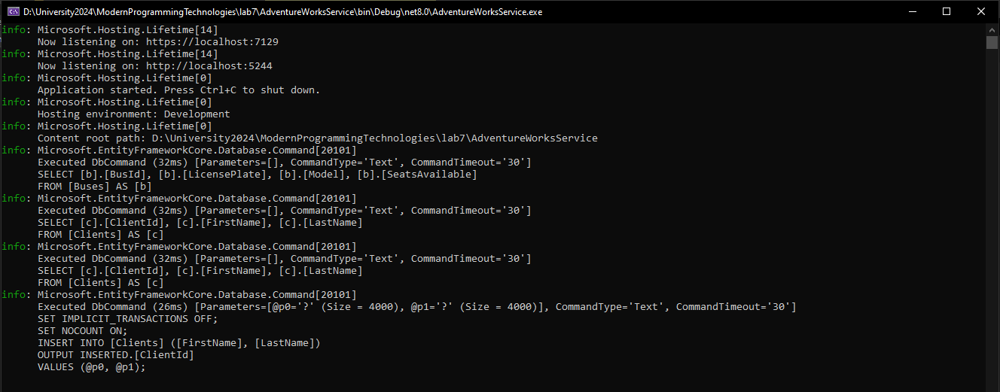 D:\University2024\ModernProgrammingTechnologies\lab7\AdventureWorksService\bin\Debug\net8.0\AdventureWorksService.exe
info: Microsoft.Hosting.Lifetime[14]
      Now listening on: https://localhost:7129
info: Microsoft.Hosting.Lifetime[14]
      Now listening on: http://localhost:5244
info: Microsoft.Hosting.Lifetime[0]
      Application started. Press Ctrl+C to shut down.
info: Microsoft.Hosting.Lifetime[0]
      Hosting environment: Development
info: Microsoft.Hosting.Lifetime[0]
      Content root path: D:\University2024\ModernProgrammingTechnologies\lab7\AdventureWorksService
info: Microsoft.EntityFrameworkCore.Database.Command[20101]
      Executed DbCommand (32ms) [Parameters=[], CommandType='Text', CommandTimeout='30']
      SELECT [b].[BusId], [b].[LicensePlate], [b].[Model], [b].[SeatsAvailable]
      FROM [Buses] AS [b]
info: Microsoft.EntityFrameworkCore.Database.Command[20101]
      Executed DbCommand (32ms) [Parameters=[], CommandType='Text', CommandTimeout='30']
      SELECT [c].[ClientId], [c].[FirstName], [c].[LastName]
      FROM [Clients] AS [c]
info: Microsoft.EntityFrameworkCore.Database.Command[20101]
      Executed DbCommand (32ms) [Parameters=[], CommandType='Text', CommandTimeout='30']
      SELECT [c].[ClientId], [c].[FirstName], [c].[LastName]
      FROM [Clients] AS [c]
info: Microsoft.EntityFrameworkCore.Database.Command[20101]
      Executed DbCommand (26ms) [Parameters=[@p0='?' (Size = 4000), @p1='?' (Size = 4000)], CommandType='Text', CommandTimeout='30']
      SET IMPLICIT_TRANSACTIONS OFF;
      SET NOCOUNT ON;
      INSERT INTO [Clients] ([FirstName], [LastName])
      OUTPUT INSERTED.[ClientId]
      VALUES (@p0, @p1);